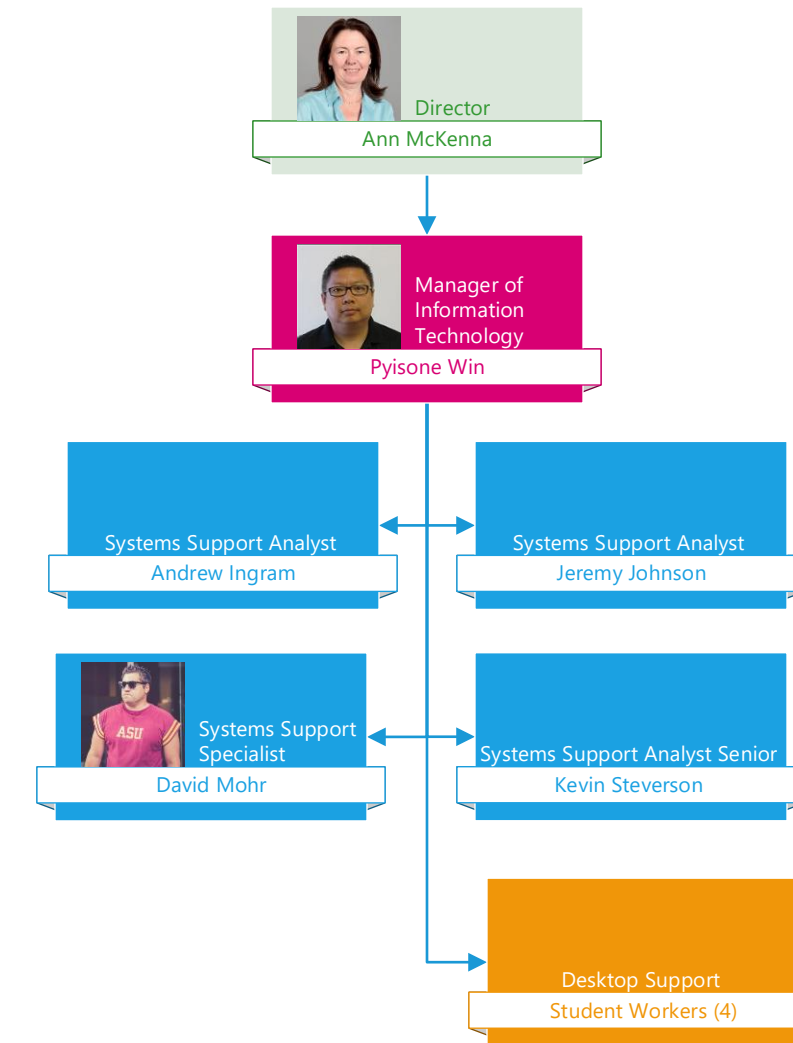 Director
Ann McKenna
Manager of
Information
Technology
Pyisone Win
Systems Support Analyst
Andrew Ingram
Systems Support Analyst
Jeremy Johnson
ASU
Systems Support
Specialist
David Mohr
Systems Support Analyst Senior
Kevin Steverson
Desktop Support
Student Workers (4)